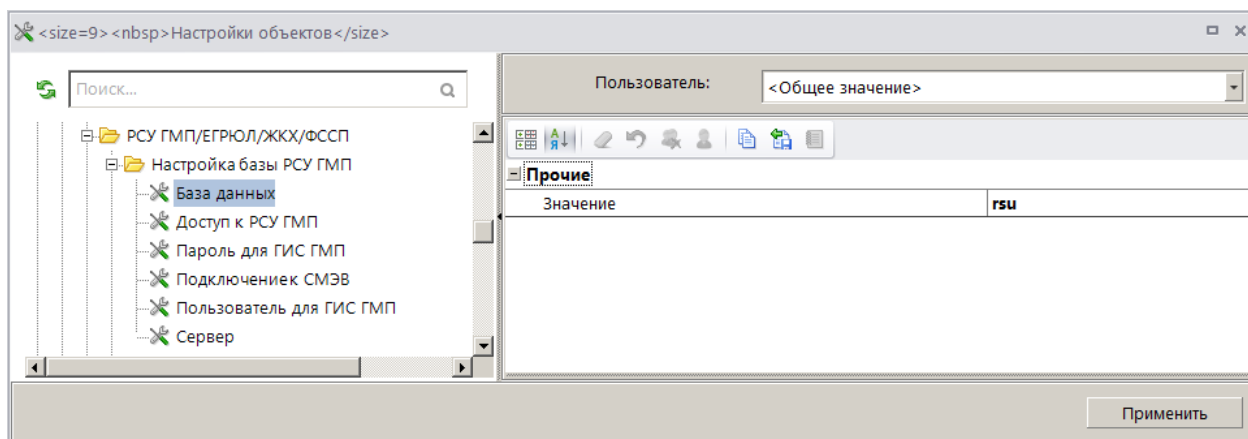 <size=9><nbsp>Настройки объектов</size>
Поиск...
Пользователь:
<Общее значение>
РСУ ГМП/ЕГРЮЛ/ЖКХ/ФССП
Настройка базы РСУ ГМП
База данных
Доступ к РСУ ГМП
Пароль для ГИС ГМП
Подключениек СМЭВ
Пользователь для ГИС ГМП
Сервер
Прочие
Значение
rsu
Применить